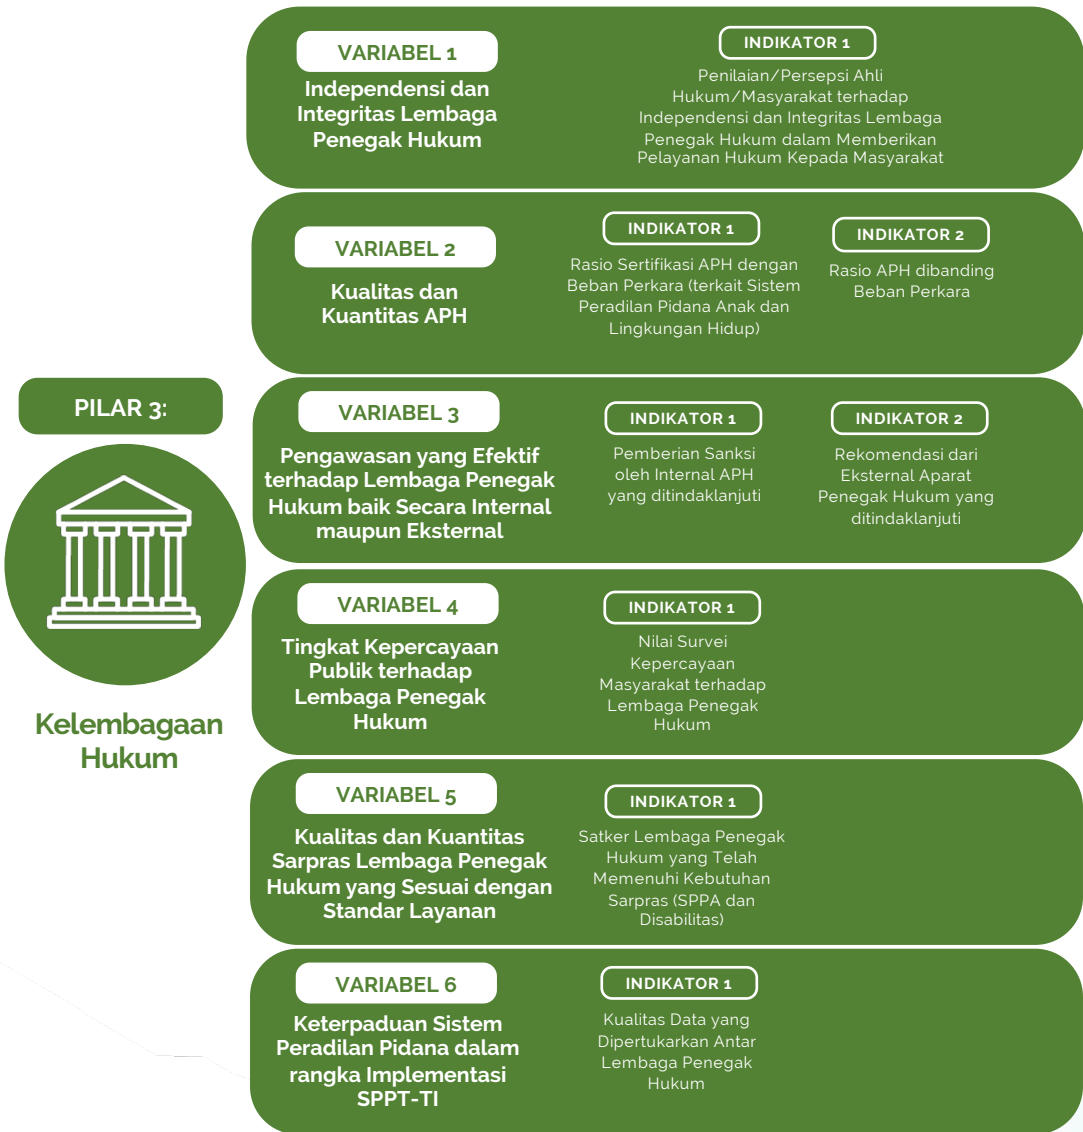 PILAR 3:
Kelembagaan
Hukum
VARIABEL 1
Independensi dan
Integritas Lembaga
Penegak Hukum
INDIKATOR 1
Penilaian/Persepsi Ahli
Hukum/Masyarakat terhadap
Independensi dan Integritas Lembaga
Penegak Hukum dalam Memberikan
Pelayanan Hukum Kepada Masyarakat
VARIABEL 2
Kualitas dan
Kuantitas APH
INDIKATOR 1
Rasio Sertifikasi APH dengan
Beban Perkara (terkait Sistem
Peradilan Pidana Anak dan
Lingkungan Hidup)
INDIKATOR 2
Rasio APH dibanding
Beban Perkara
VARIABEL 3
Pengawasan yang Efektif
terhadap Lembaga Penegak
Hukum baik Secara Internal
maupun Eksternal
INDIKATOR 1
Pemberian Sanksi
oleh Internal APH
yang ditindaklanjuti
INDIKATOR 2
Rekomendasi dari
Eksternal Aparat
Penegak Hukum yang
ditindaklanjuti
VARIABEL 4
Tingkat Kepercayaan
Publik terhadap
Lembaga Penegak
Hukum
INDIKATOR 1
Nilai Survei
Kepercayaan
Masyarakat terhadap
Lembaga Penegak
Hukum
VARIABEL 5
Kualitas dan Kuantitas
Sarpras Lembaga Penegak
Hukum yang Sesuai dengan
Standar Layanan
INDIKATOR 1
Satker Lembaga Penegak
Hukum yang Telah
Memenuhi Kebutuhan
Sarpras (SPPA dan
Disabilitas)
VARIABEL 6
Keterpaduan Sistem
Peradilan Pidana dalam
rangka Implementasi
SPPT-TI
INDIKATOR 1
Kualitas Data yang
Dipertukarkan Antar
Lembaga Penegak
Hukum